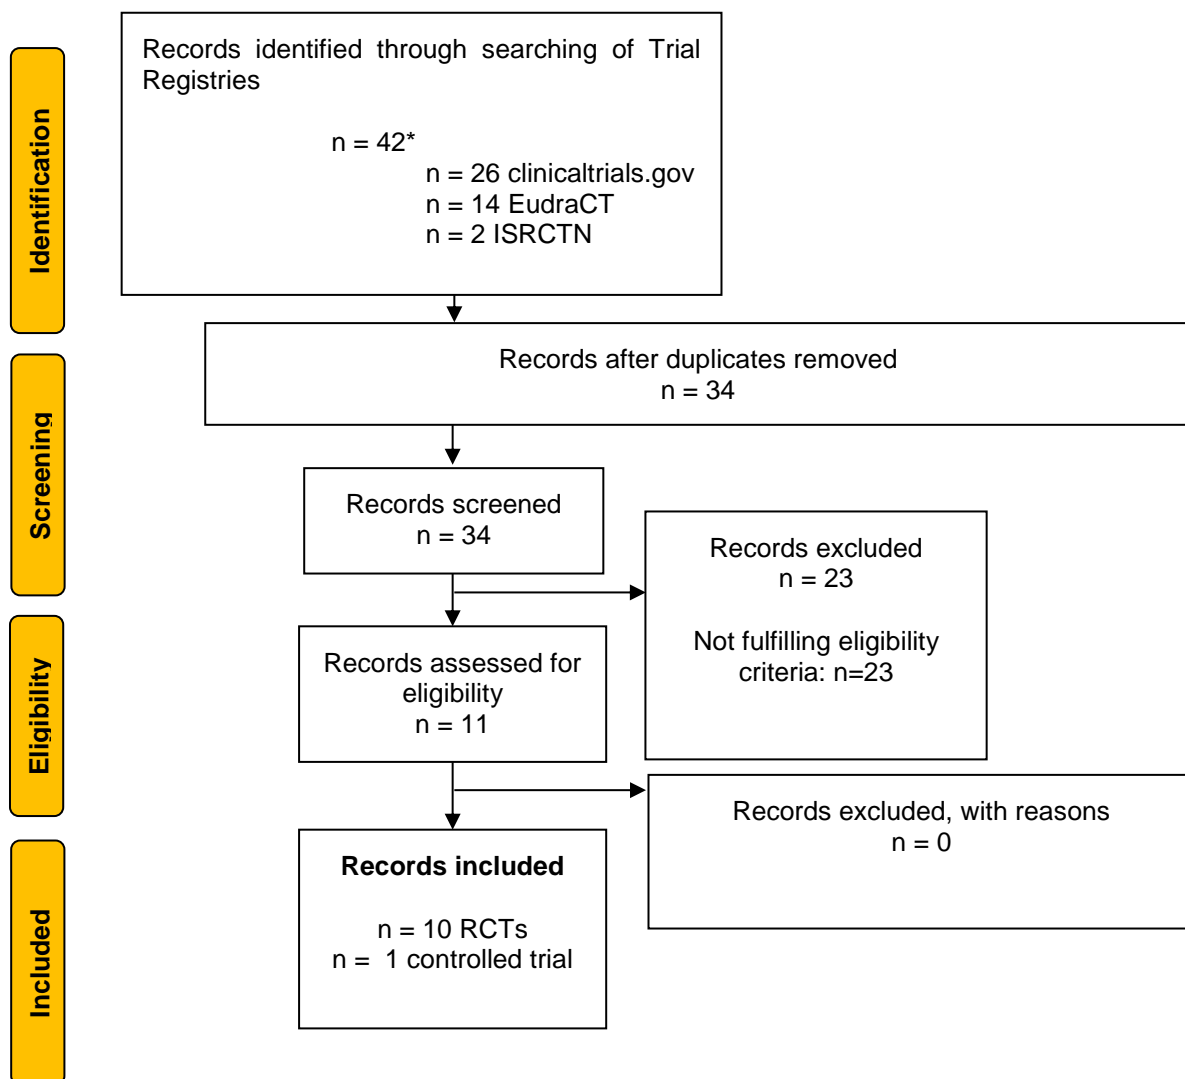 Identification
Records identified through searching of Trial
Registries
n = 42*
n = 26 clinicaltrials.gov
n = 14 EudraCT
n = 2 ISRCTN
Records after duplicates removed
n = 34
Screening
Records screened
n = 34
Records excluded
n = 23
Not fulfilling eligibility
criteria: n=23
Eligibility
Records assessed for
eligibility
n = 11
Records excluded, with reasons
n = 0
Included
Records included
n = 10 RCTs
n =  1 controlled trial